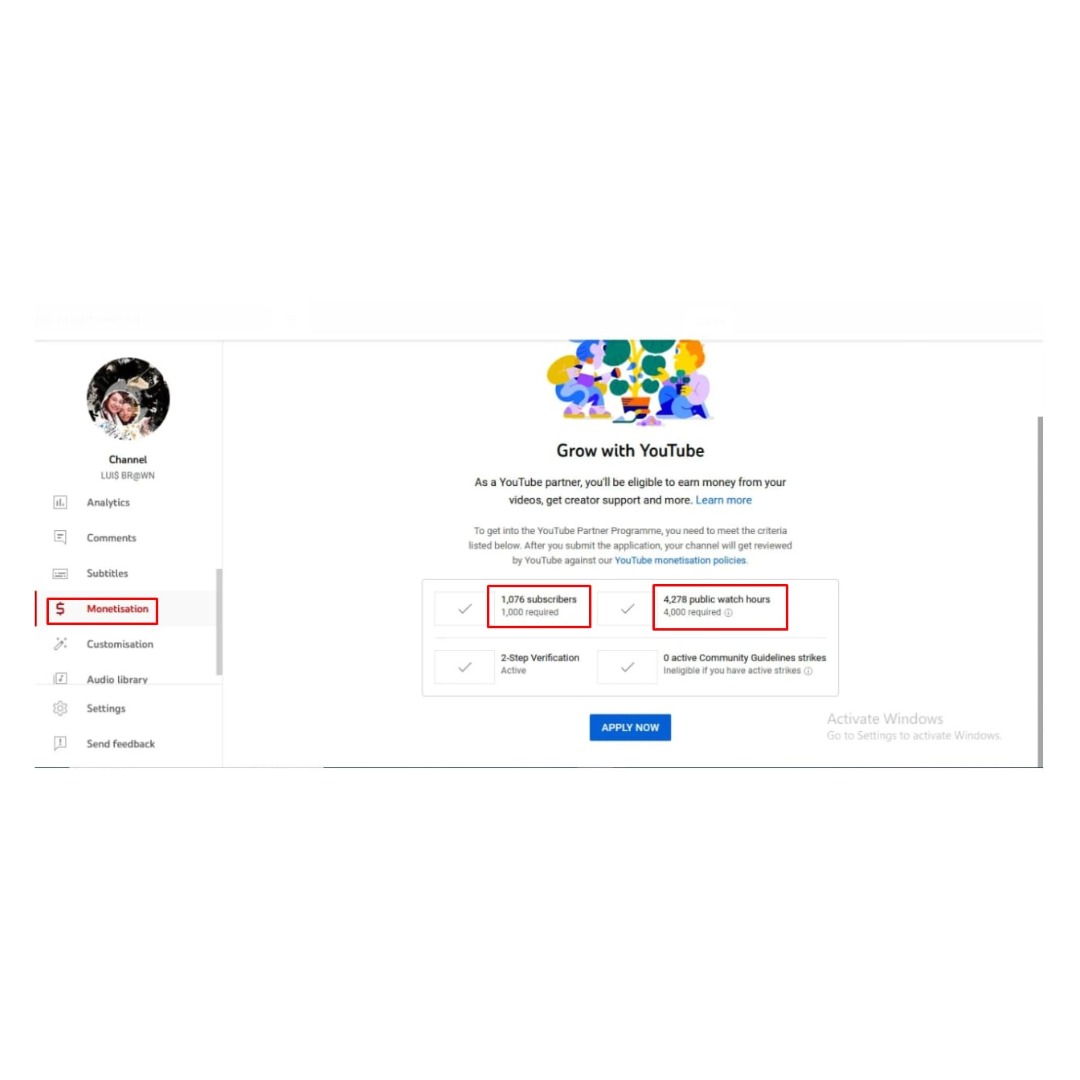 Channel
LUI$ BR@WN
Analytics
Comments
Subtitles
$ Monetisation
Customisation
Audio library
Settings
Send feedback
Grow with YouTube
As a YouTube partner, you'll be eligible to earn money from your
videos, get creator support and more. Learn more
To get into the YouTube Partner Programme, you need to meet the criteria
listed below. After you submit the application, your channel will get reviewed
by YouTube against our YouTube monetisation policies.
1,076 subscribers
1,000 required
4,278 public watch hours
4,000 required
2-Step Verification
Active
0 active Community Guidelines strikes
Ineligible if you have active strikes
APPLY NOW
Activate Windows
Go to Settings to activate Windows.